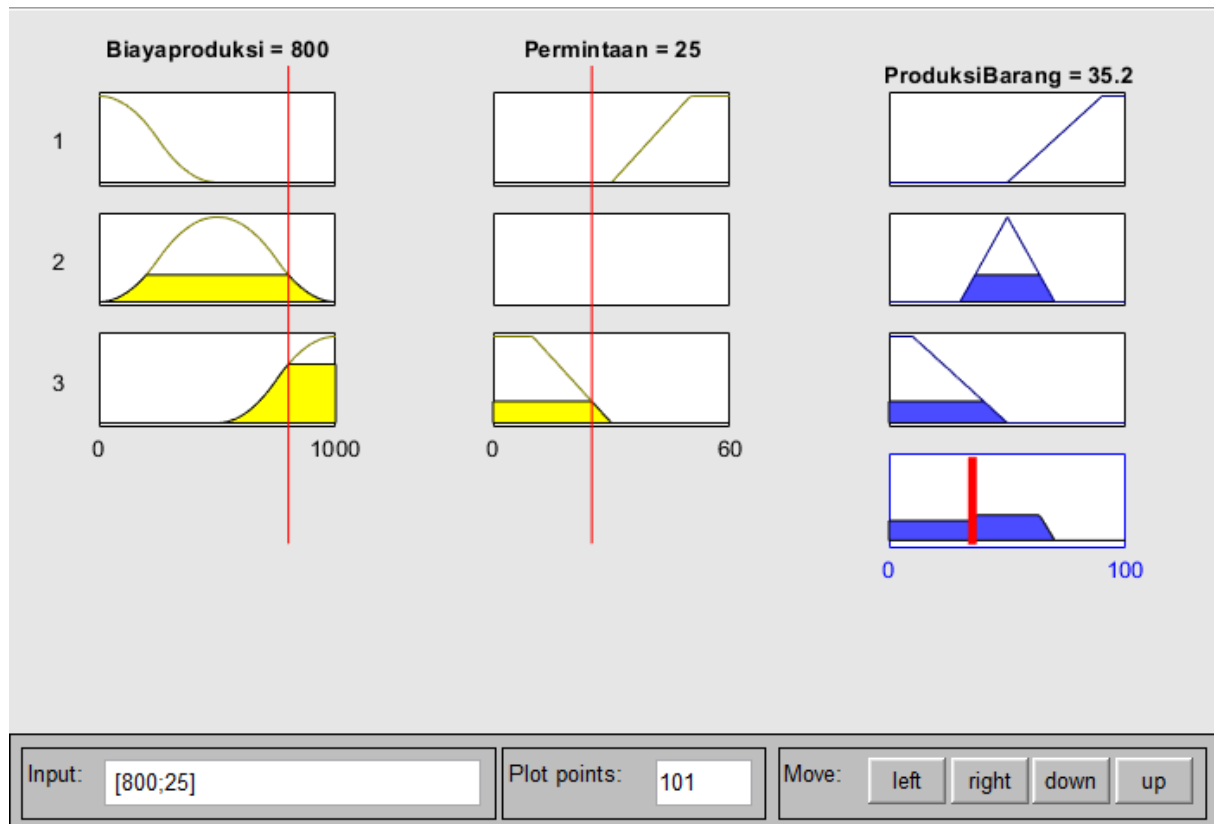 Biayaproduksi = 800
Permintaan = 25
ProduksiBarang = 35.2
1
2
3
0 1000
0 60
0 100
Input: [800;25]
Plot points: 101
Move: left right down up